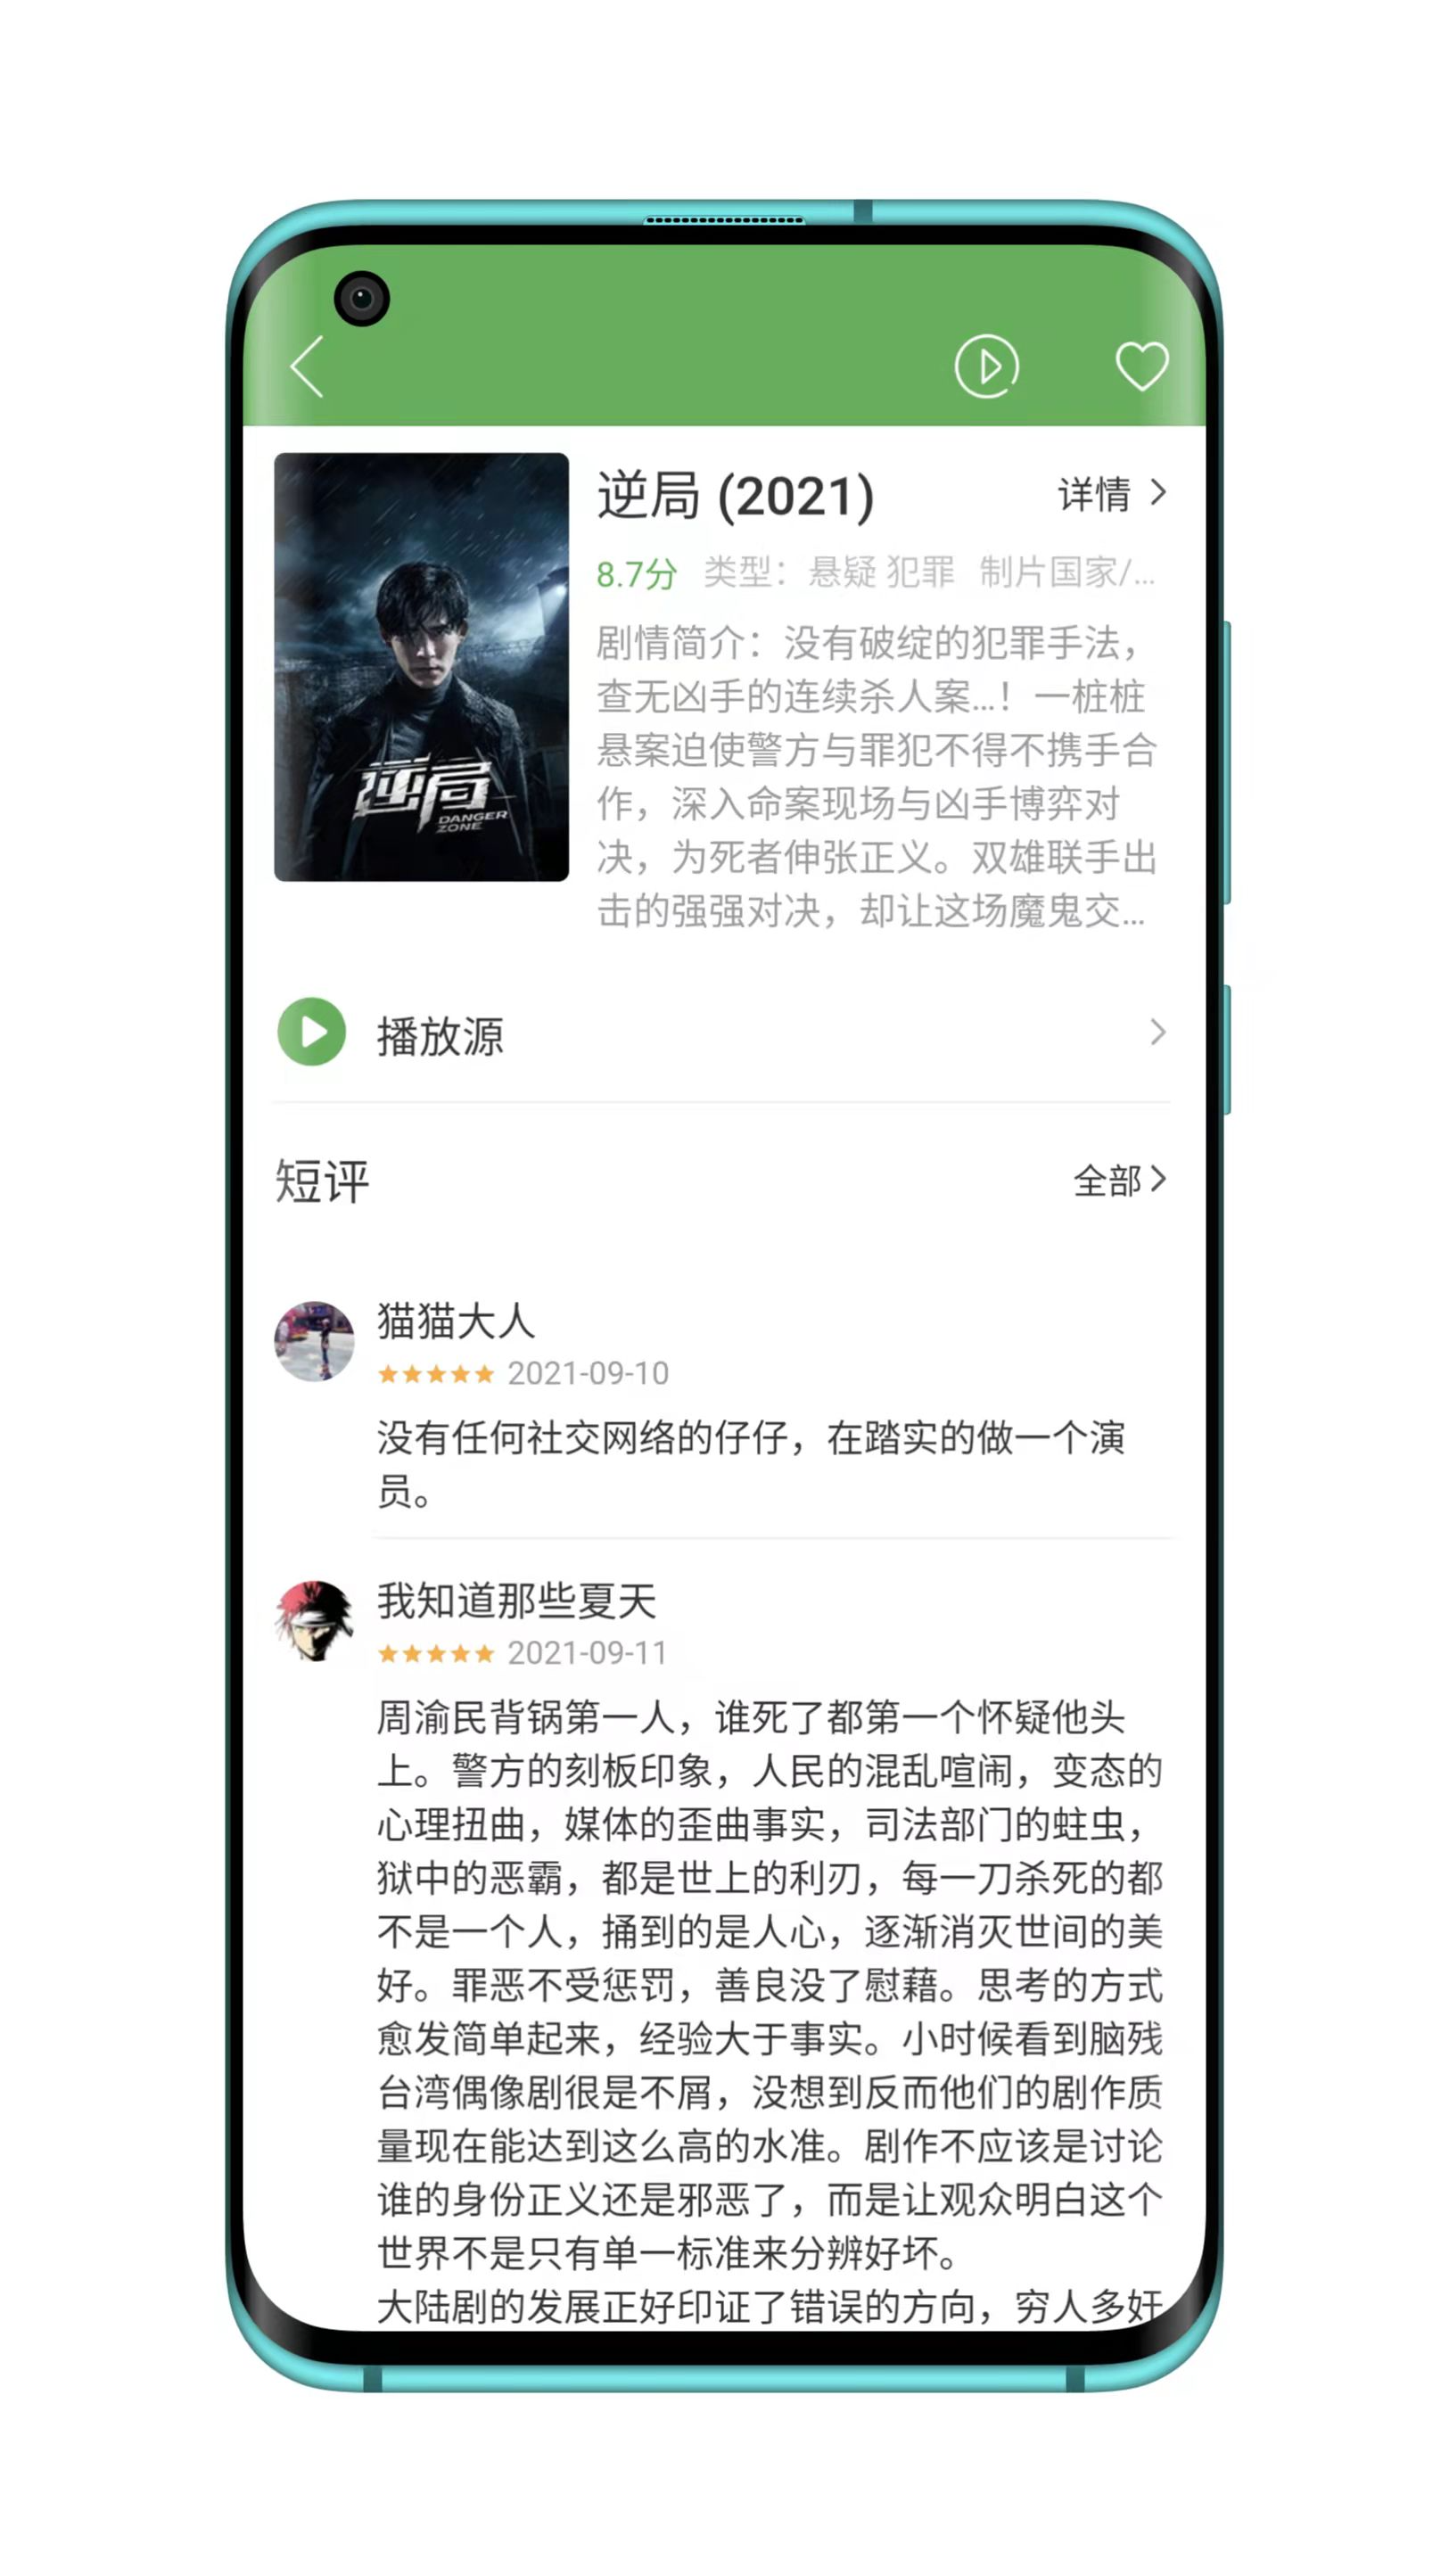 逆局 (2021)
详情
8.7分 类型：悬疑 犯罪 制片国家/...
剧情简介：没有破绽的犯罪手法，
查无凶手的连续杀人案...！一桩桩
悬案迫使警方与罪犯不得不携手合
作，深入命案现场与凶手博弈对
决，为死者伸张正义。双雄联手出
击的强强对决，却让这场魔鬼交...
逆局
DANGER
ZONE
播放源
短评
全部
猫猫大人
2021-09-10
没有任何社交网络的仔仔，在踏实的做一个演
员。
我知道那些夏天
2021-09-11
周渝民背锅第一人，谁死了都第一个怀疑他头
上。警方的刻板印象，人民的混乱喧闹，变态的
心理扭曲，媒体的歪曲事实，司法部门的蛀虫，
狱中的恶霸，都是世上的利刃，每一刀杀死的都
不是一个人，捅到的是人心，逐渐消灭世间的美
好。罪恶不受惩罚，善良没了慰藉。思考的方式
愈发简单起来，经验大于事实。小时候看到脑残
台湾偶像剧很是不屑，没想到反而他们的剧作质
量现在能达到这么高的水准。剧作不应该是讨论
谁的身份正义还是邪恶了，而是让观众明白这个
世界不是只有单一标准来分辨好坏。
大陆剧的发展正好印证了错误的方向，穷人多奸